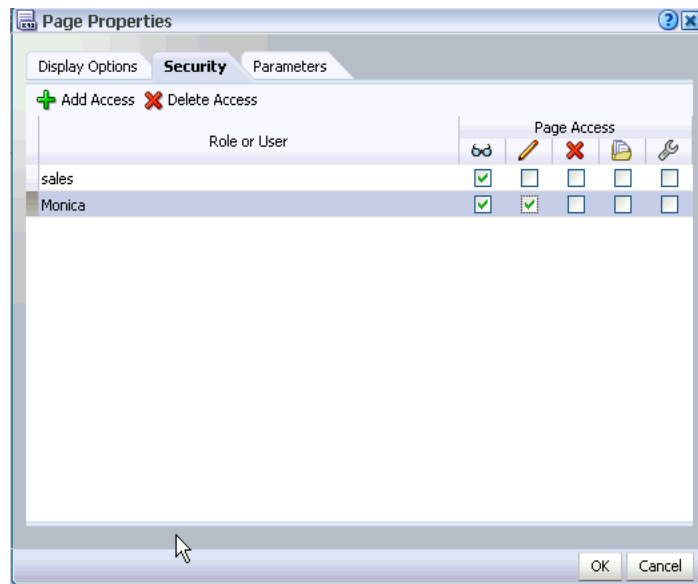 Page Properties
Display Options Security Parameters
Add Access Delete Access
Role or User
Page Access
sales
Monica
OK Cancel